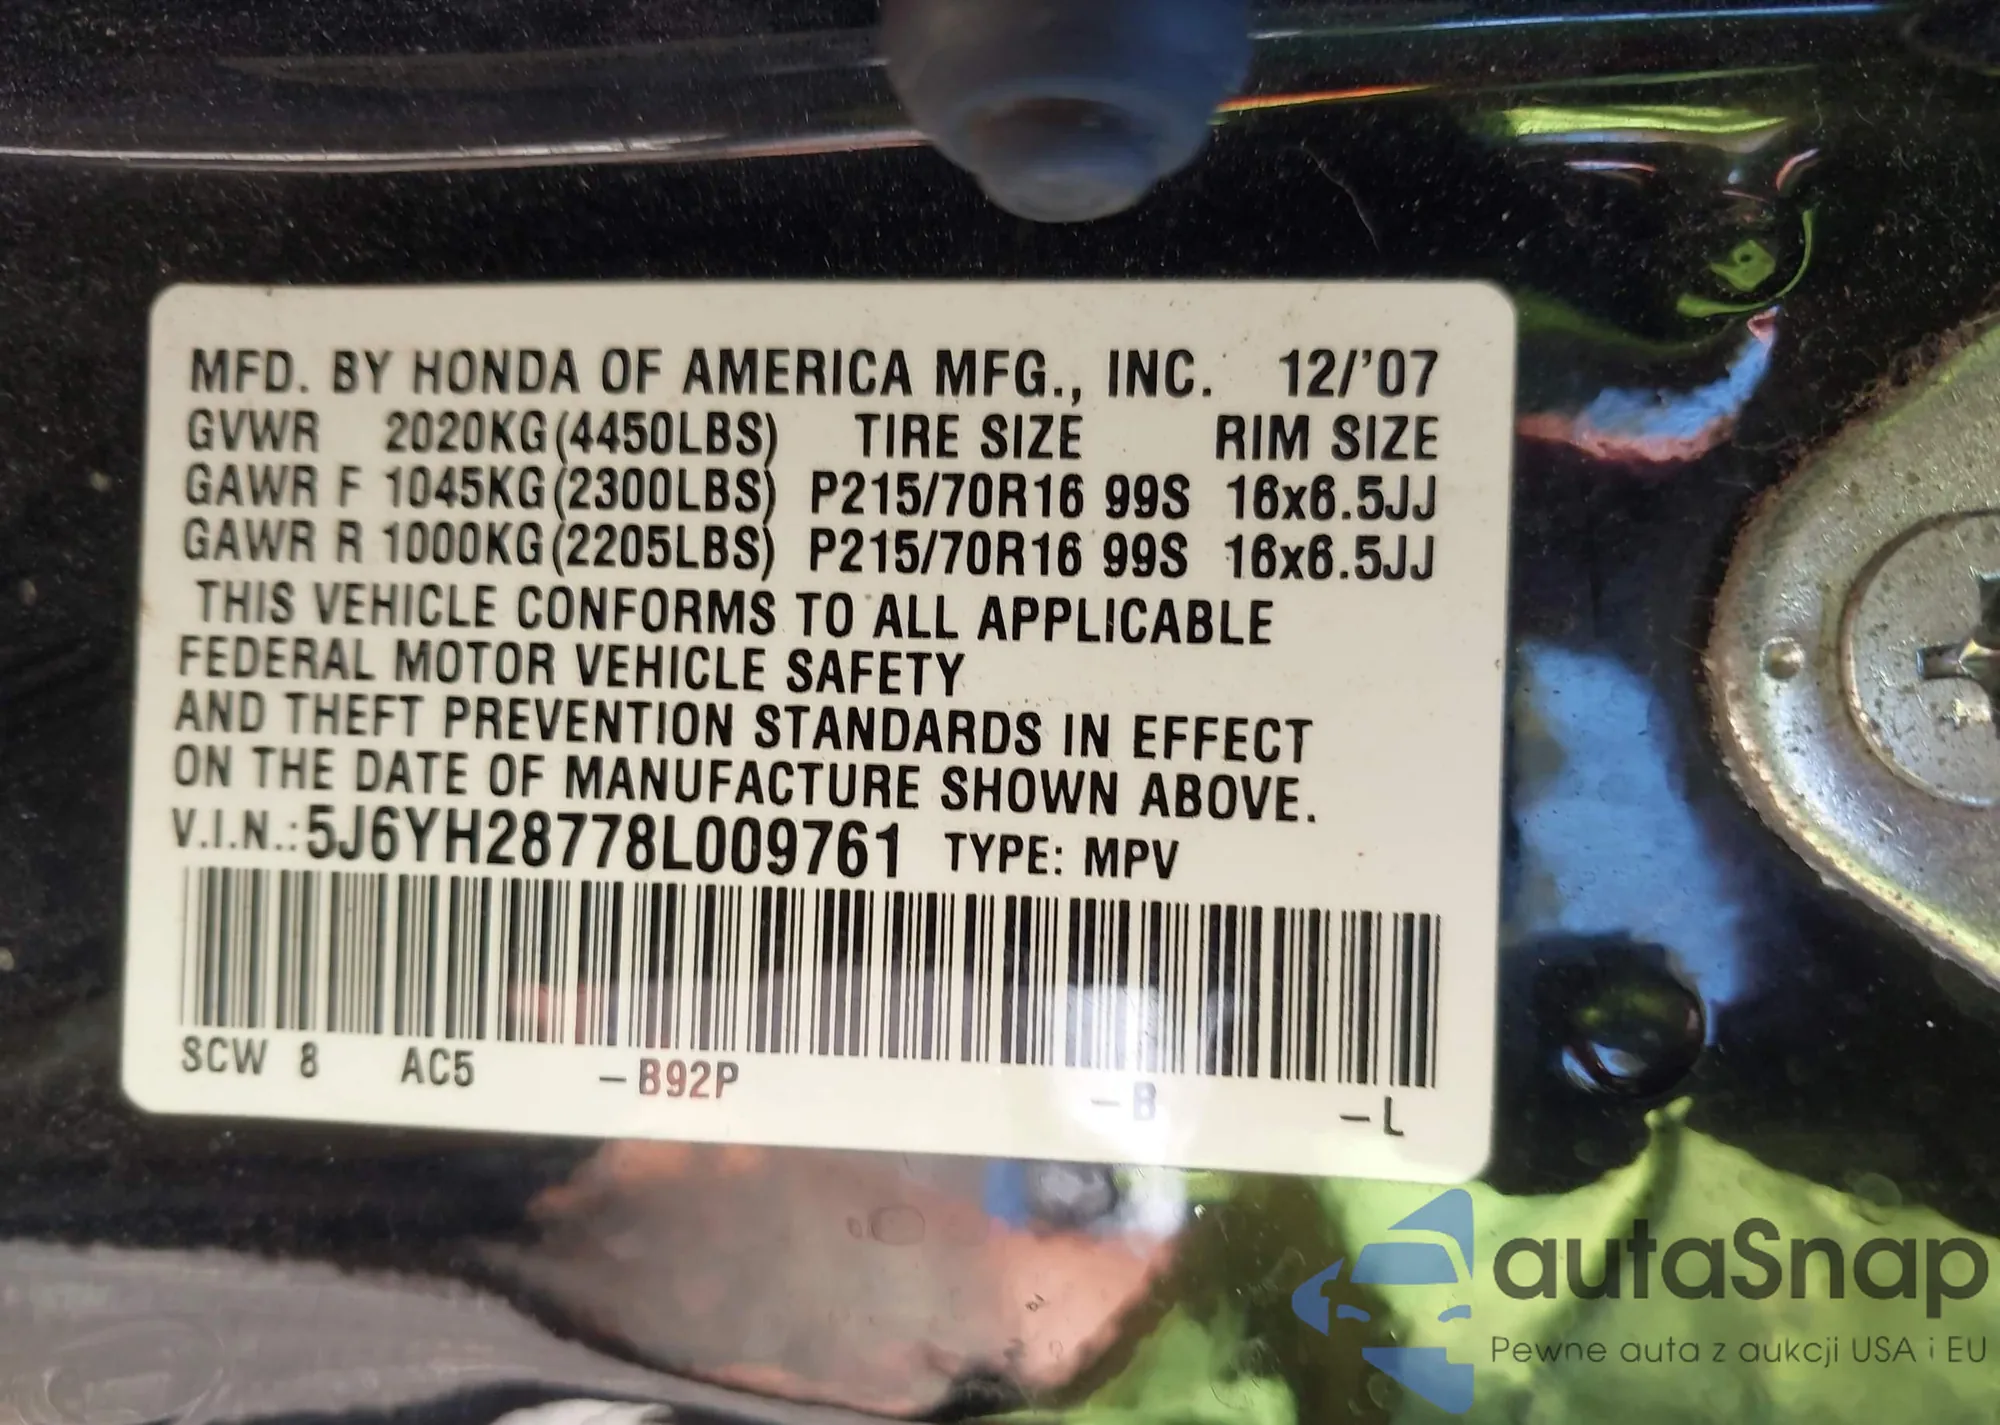 MFD. BY HONDA OF AMERICA MFG., INC. 12/'07
GVWR 2020KG(4450LBS) TIRE SIZE RIM SIZE
GAWR F 1045KG(2300LBS) P215/70R16 99S 16x6.5JJ
GAWR R 1000KG(2205LBS) P215/70R16 99S 16x6.5JJ
THIS VEHICLE CONFORMS TO ALL APPLICABLE
FEDERAL MOTOR VEHICLE SAFETY
AND THEFT PREVENTION STANDARDS IN EFFECT
ON THE DATE OF MANUFACTURE SHOWN ABOVE.
V.I.N.:5J6YH28778L009761 TYPE: MPV
SCW 8 AC5 –B92P –B –L
autaSnap
Pewne auta z aukcji USA i EU